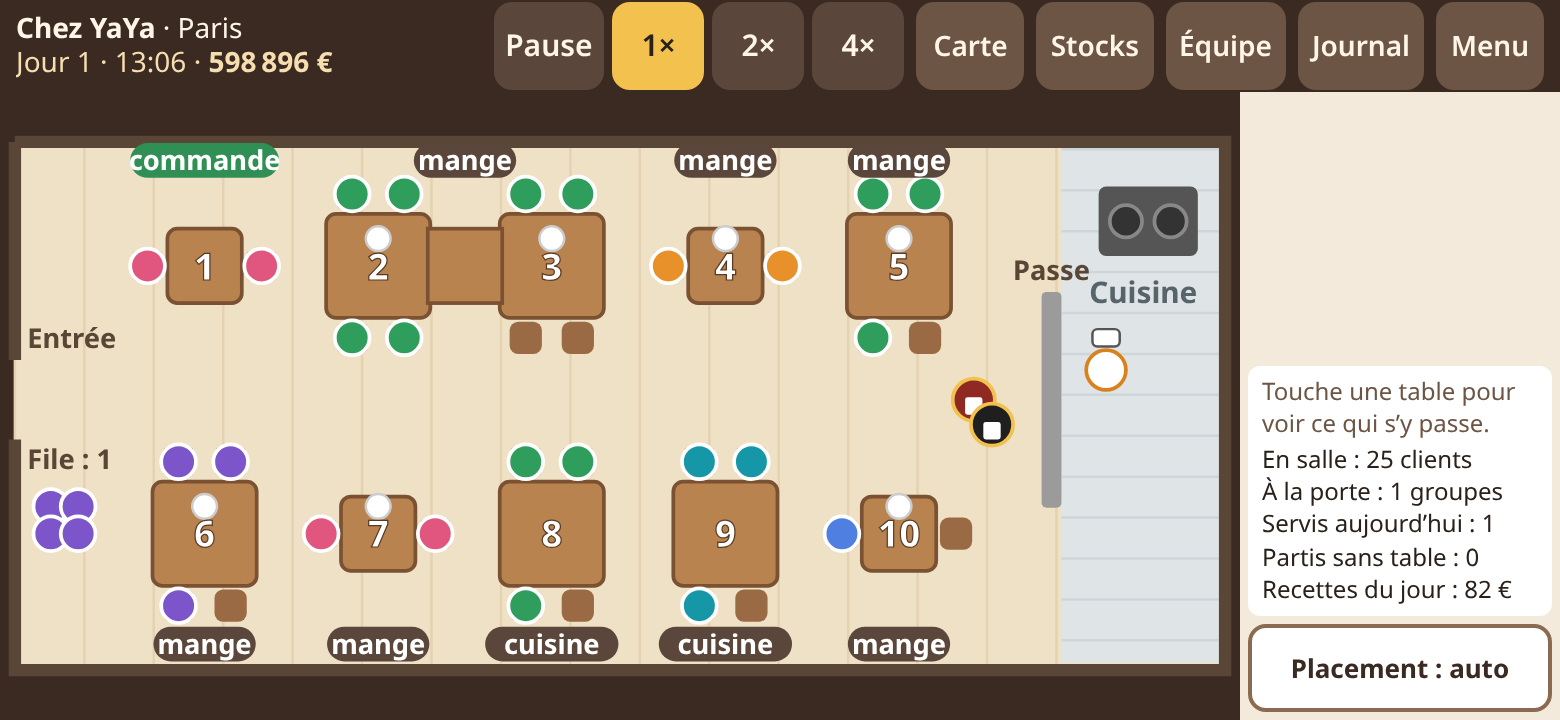 Chez YaYa · Paris
Jour 1 · 13:06 · 598 896 €
Pause
1×
2×
4×
Carte
Stocks
Équipe
Journal
Menu
commande
mange
mange
mange
1
2
3
4
5
Passe
Cuisine
Entrée
File : 1
6
7
8
9
10
mange
mange
cuisine
cuisine
mange
Touche une table pour
voir ce qui s’y passe.
En salle : 25 clients
À la porte : 1 groupes
Servis aujourd’hui : 1
Partis sans table : 0
Recettes du jour : 82 €
Placement : auto